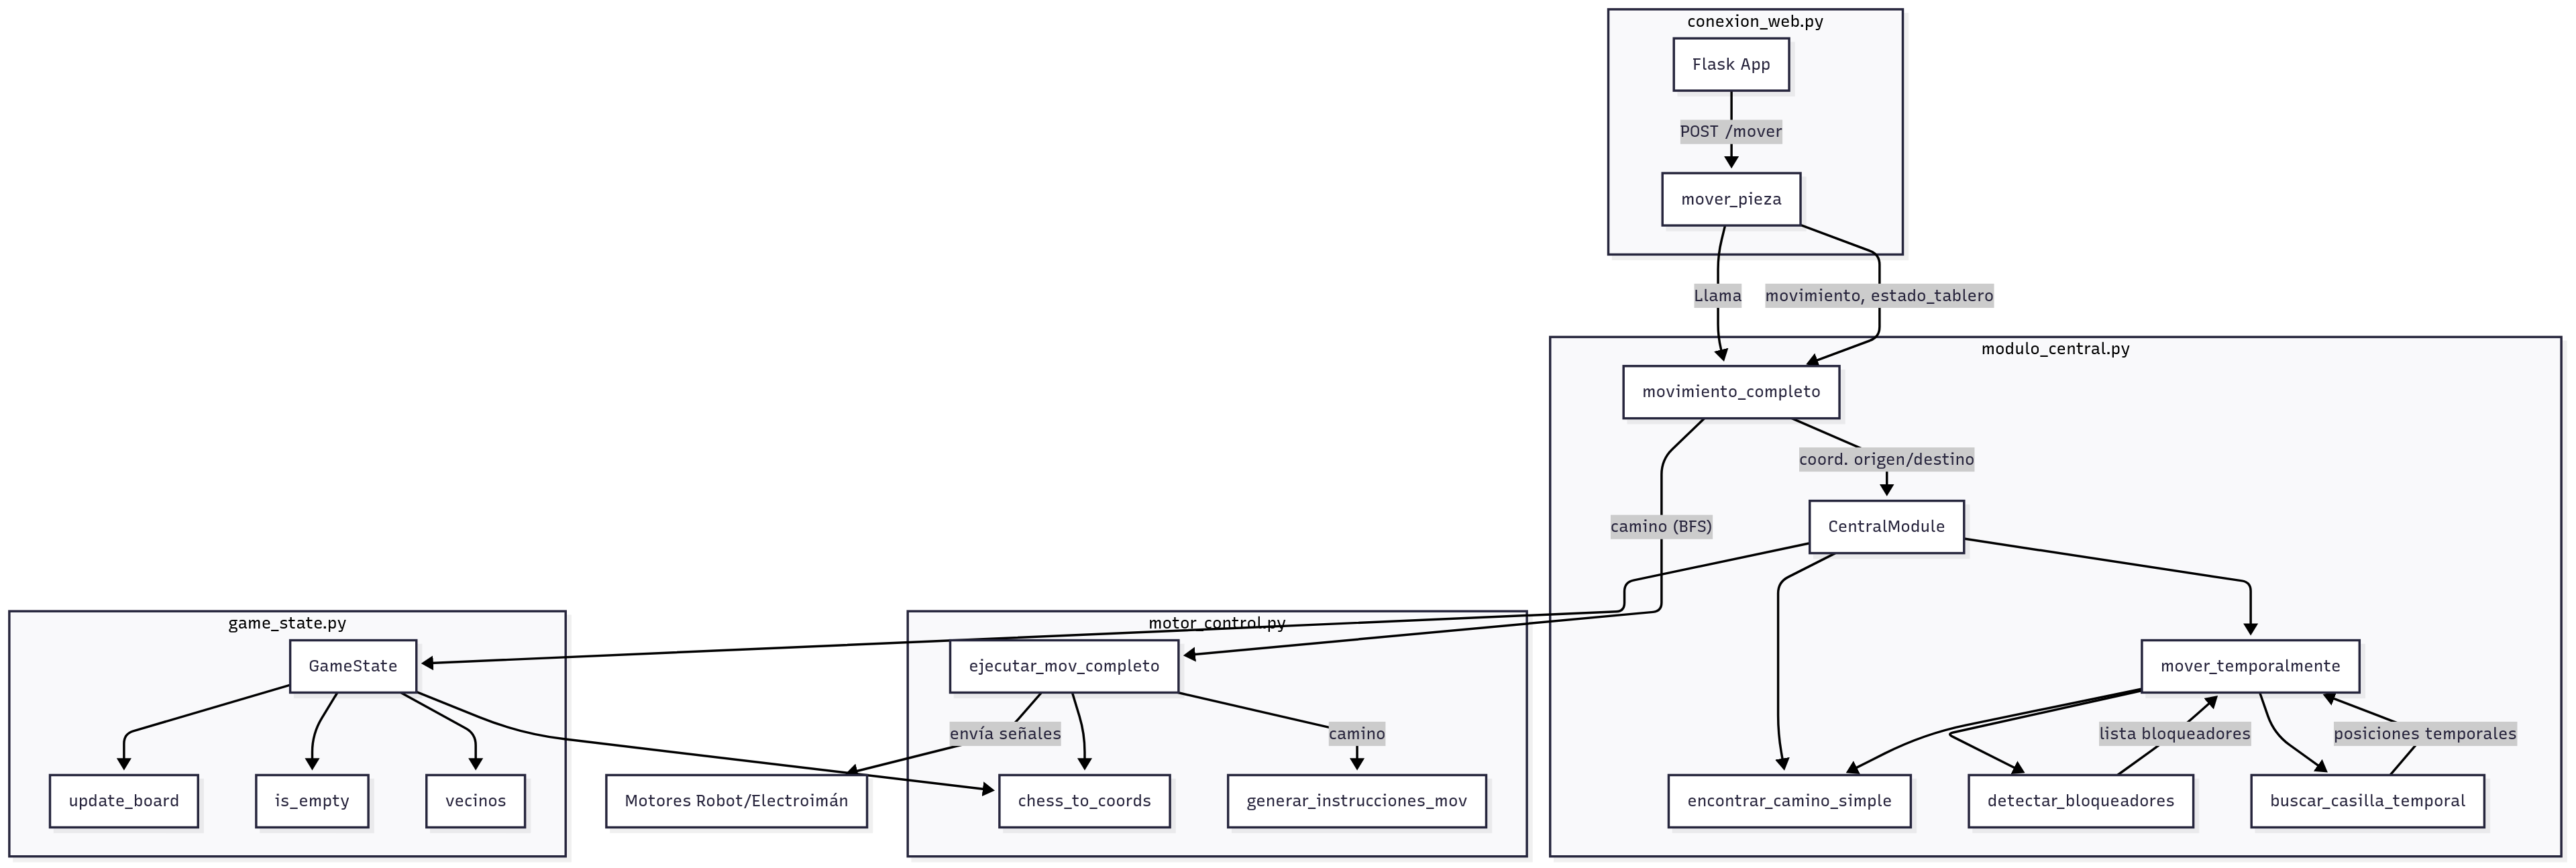 conexion_web.py
Flask App
POST /mover
mover_pieza
Llama
movimiento, estado_tablero
modulo_central.py
movimiento_completo
coord. origen/destino
camino (BFS)
CentralModule
game_state.py
motor_control.py
GameState
ejecutar_mov_completo
mover_temporalmente
envía señales
camino
lista bloqueadores
posiciones temporales
update_board
is_empty
vecinos
Motores Robot/Electroimán
chess_to_coords
generar_instrucciones_mov
encontrar_camino_simple
detectar_bloqueadores
buscar_casilla_temporal